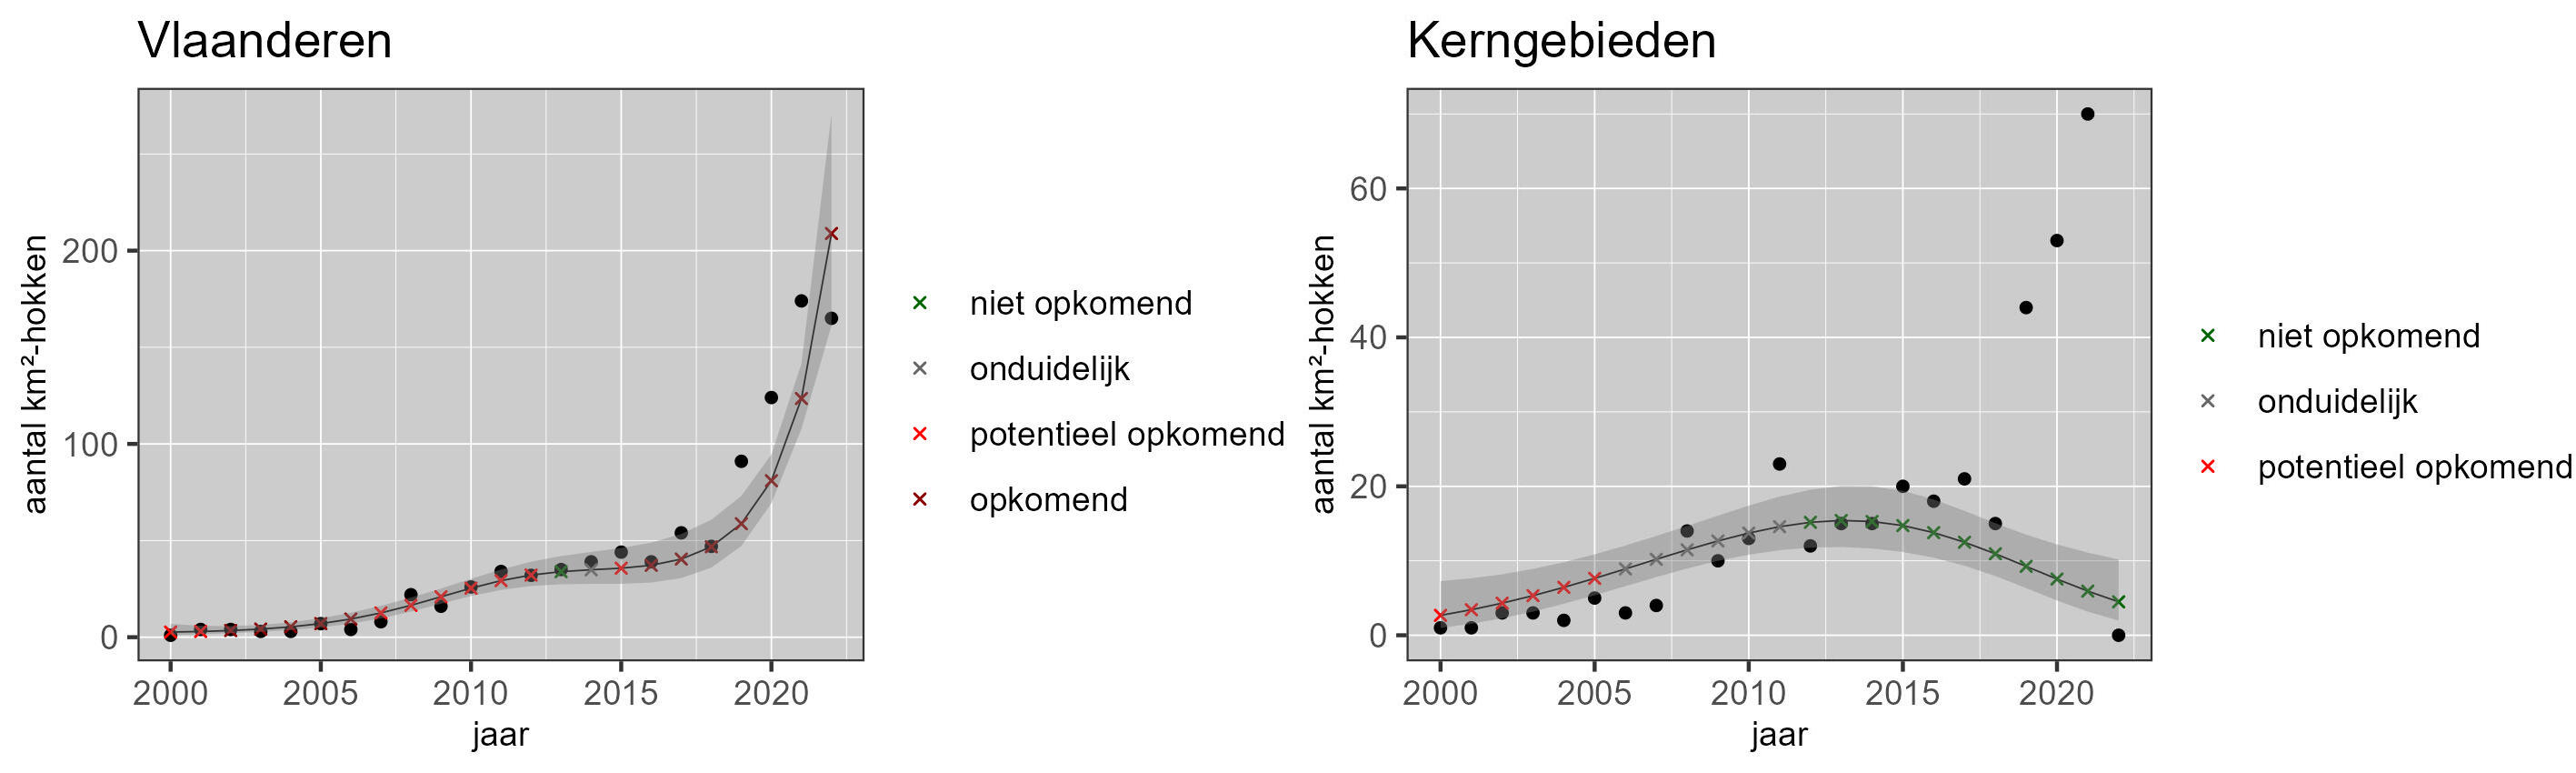 Vlaanderen
200
100
0
2000 2005 2010 2015 2020
jaar
aantal km²-hokken
niet opkomend
onduidelijk
potentieel opkomend
opkomend
Kerngebieden
60
40
20
0
2000 2005 2010 2015 2020
jaar
aantal km²-hokken
niet opkomend
onduidelijk
potentieel opkomend